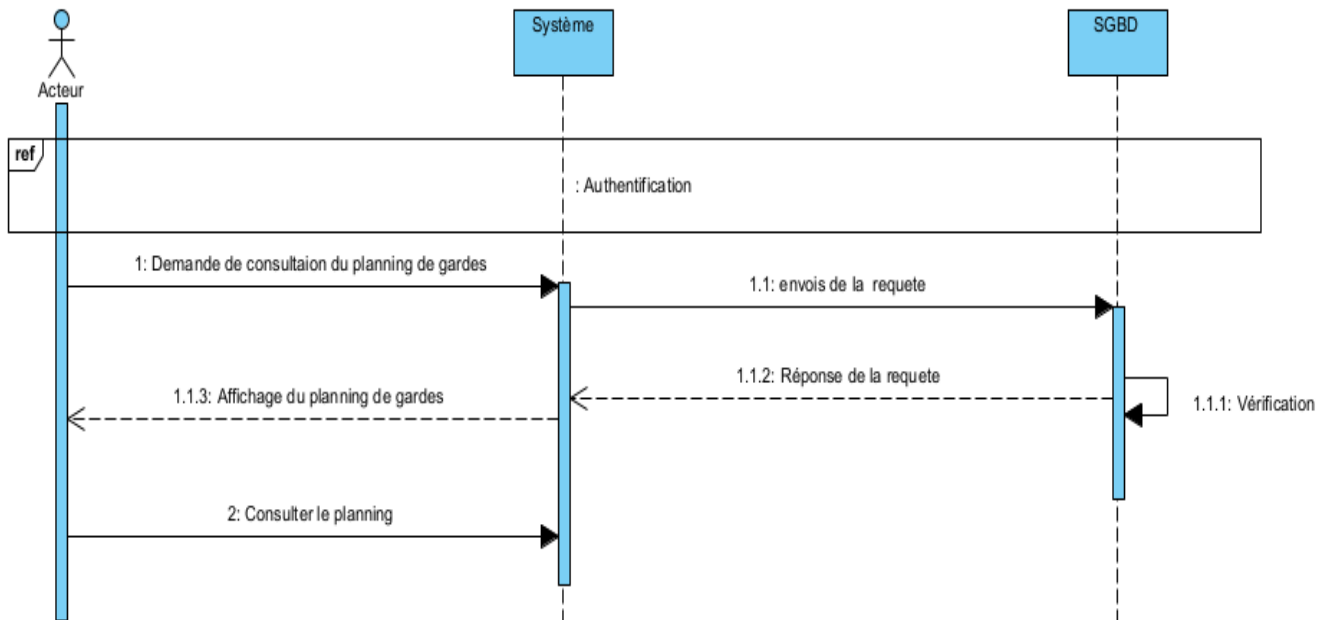 Acteur
Système
SGBD
ref
: Authentification
1: Demande de consultaion du planning de gardes
1.1: envois de la requete
1.1.2: Réponse de la requete
1.1.3: Affichage du planning de gardes
1.1.1: Vérification
2: Consulter le planning